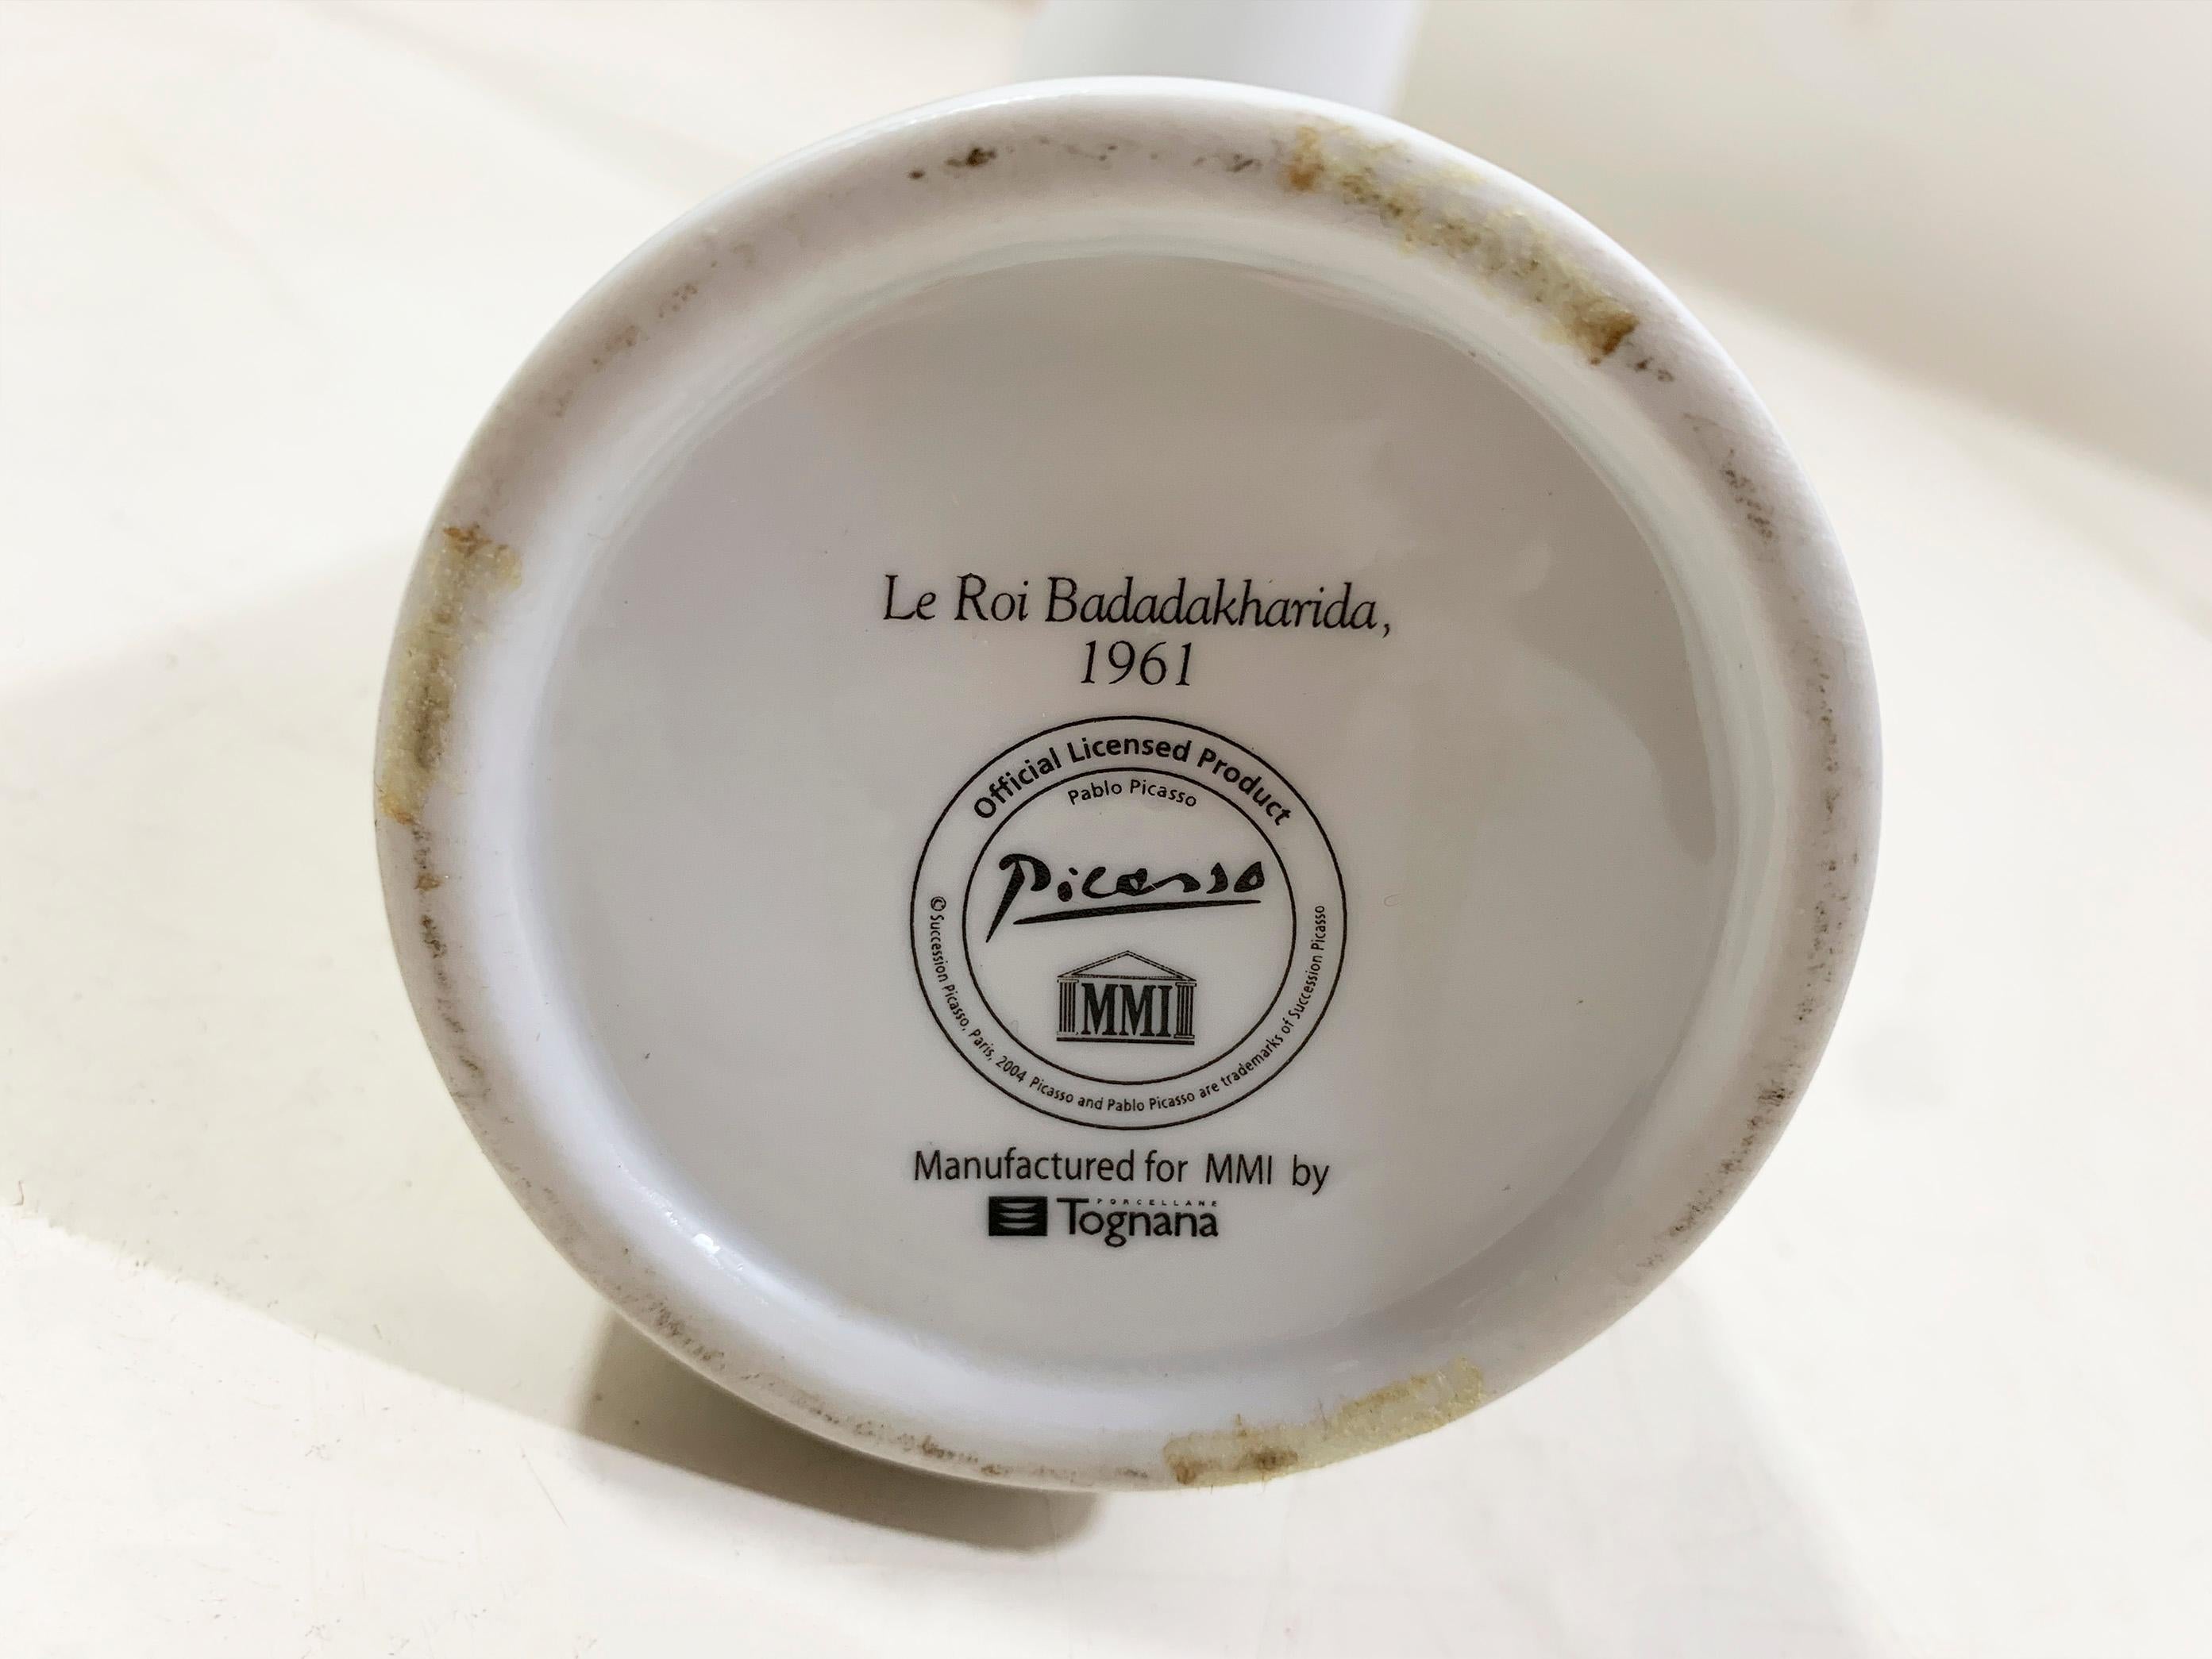 Le Roi Badadakharida,
1961
Official Licensed Product
Pablo Picasso
Picasso
MMI
© Succession Picasso, Paris, 2004 Picasso and Pablo Picasso are trademarks of Succession Picasso
Manufactured for MMI by
PORCELLANE
Tognana